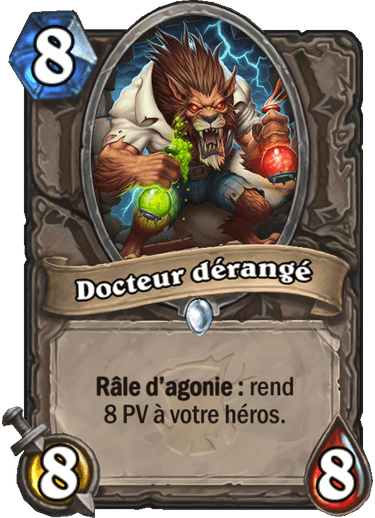 8
Docteur dérangé
Râle d’agonie : rend
8 PV à votre héros.
8
8